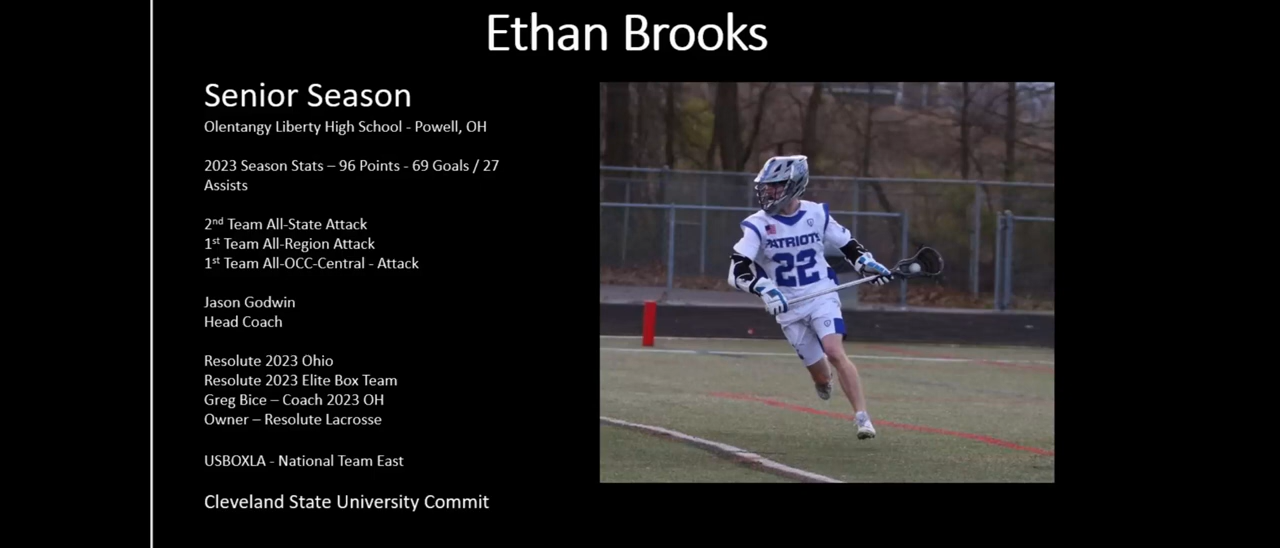 Ethan Brooks
Senior Season
Olentangy Liberty High School - Powell, OH
2023 Season Stats – 96 Points - 69 Goals / 27
Assists
2nd Team All-State Attack
1st Team All-Region Attack
1st Team All-OCC-Central - Attack
Jason Godwin
Head Coach
Resolute 2023 Ohio
Resolute 2023 Elite Box Team
Greg Bice – Coach 2023 OH
Owner – Resolute Lacrosse
USBOXLA - National Team East
Cleveland State University Commit
PATRIOTS
22